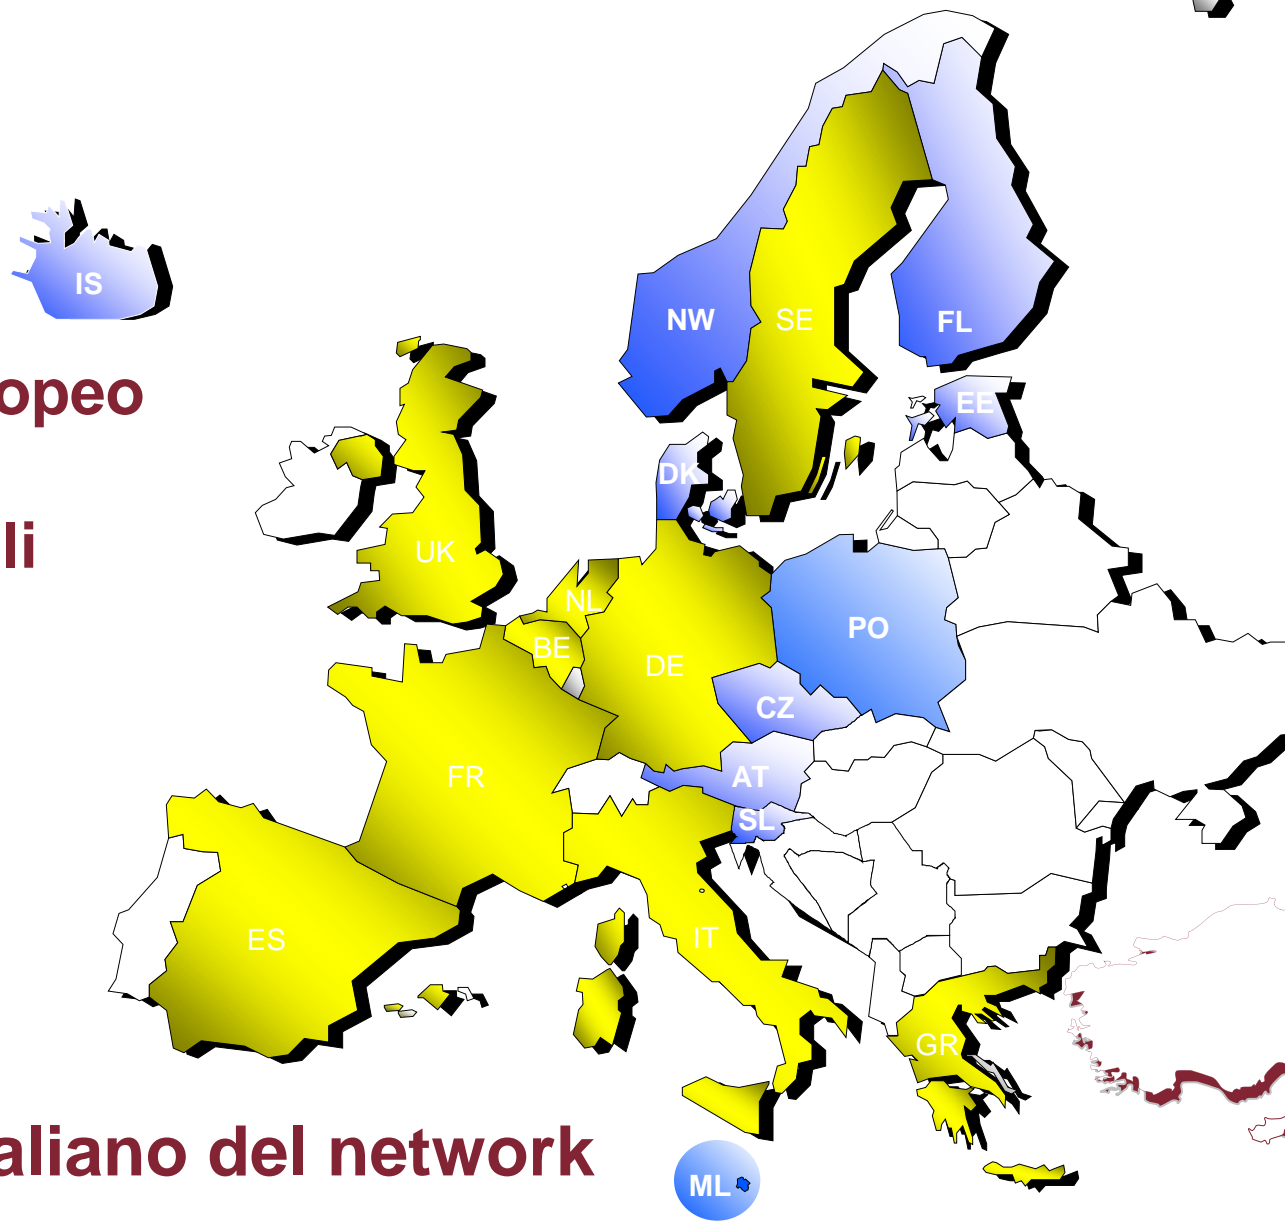 IS
NW
SE
FL
opeo
EE
DK
li
UK
NL
PO
BE
DE
CZ
FR
AT
SL
ES
IT
GR
aliano del network
ML